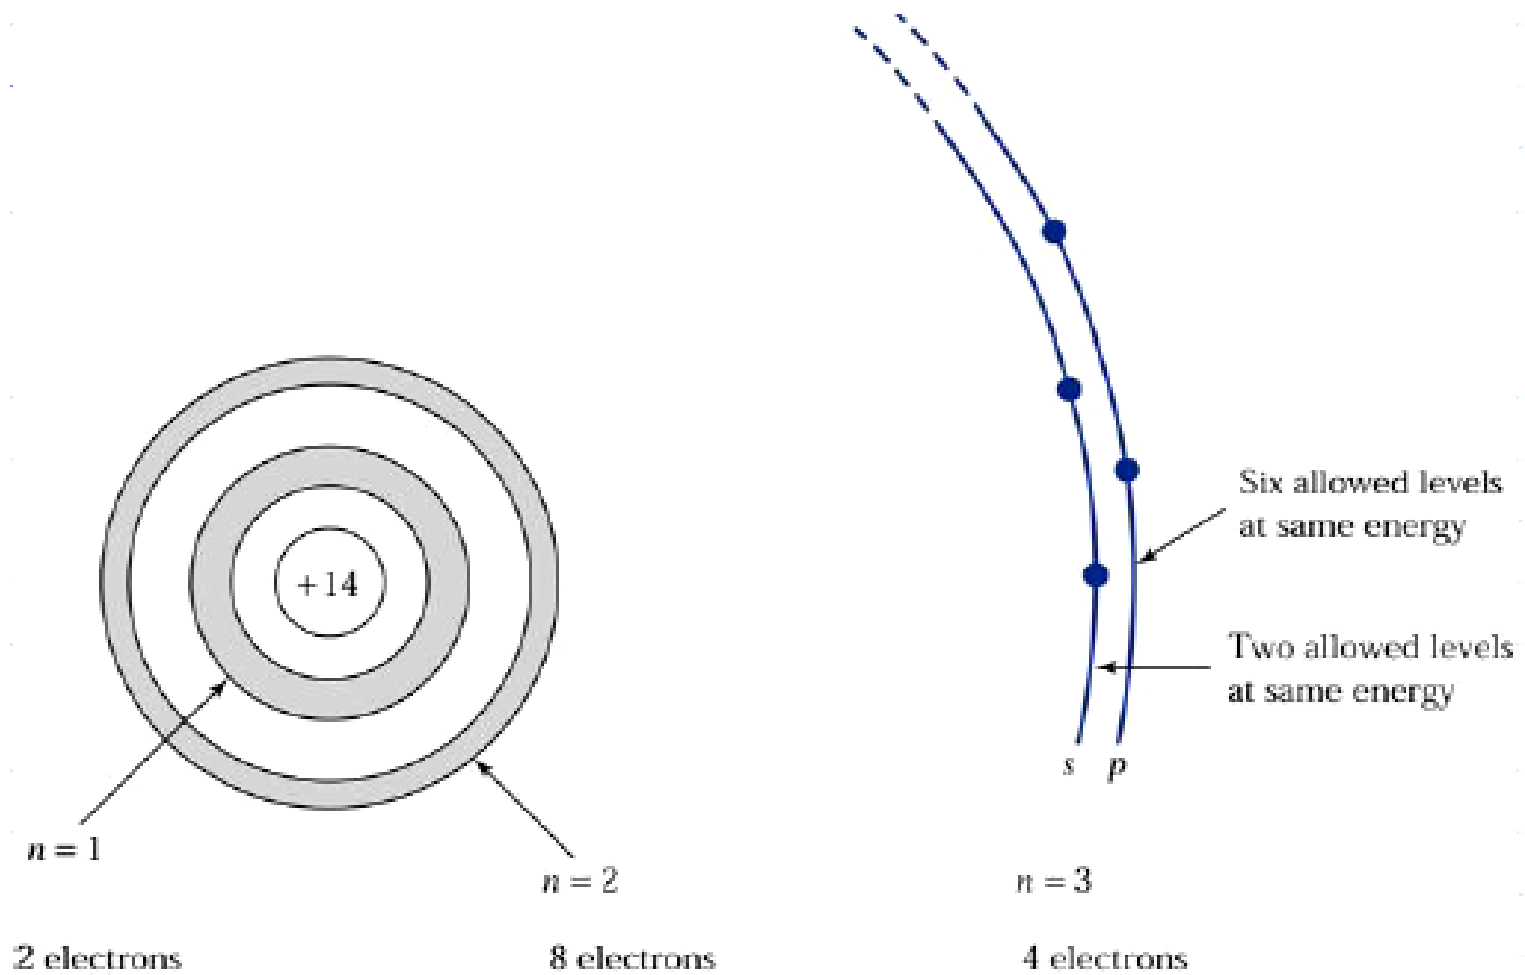 +14
Six allowed levels
at same energy
Two allowed levels
at same energy
s p
n = 1
n = 2
n = 3
2 electrons
8 electrons
4 electrons